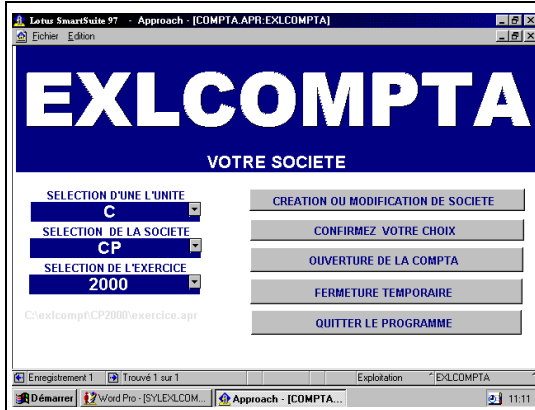 Lotus SmartSuite 97 - Approach - [COMPTA.APR:EXLCOMPTA]
Fichier Edition
EXLCOMPTA
VOTRE SOCIETE
SELECTION D'UNE L'UNITE
C
SELECTION DE LA SOCIETE
CP
SELECTION DE L'EXERCICE
2000
C:\exlcompt\CP2000\exercice.apr
CREATION OU MODIFICATION DE SOCIETE
CONFIRMEZ VOTRE CHOIX
OUVERTURE DE LA COMPTA
FERMETURE TEMPORAIRE
QUITTER LE PROGRAMME
Enregistrement 1 Trouvé 1 sur 1 Exploitation EXLCOMPTA
Démarrer Word Pro - [SYLEXLCOM... Approach - [COMPTA... 11:11